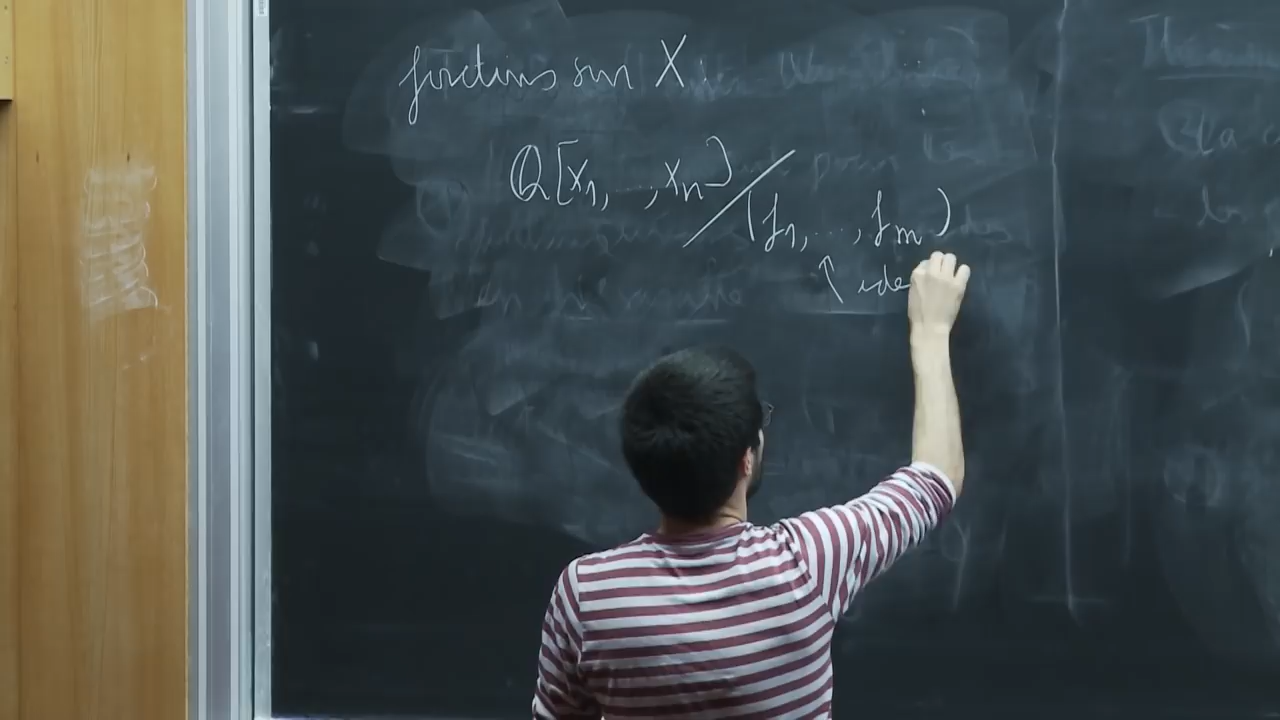 fonctions sur X:
Q[x1, ..., xn] / (f1, ..., fm)
↑ ide